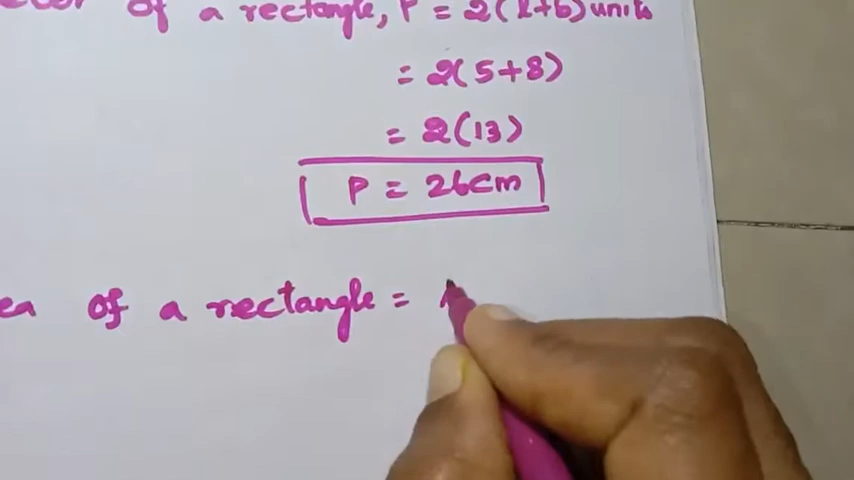 of a rectangle, P = 2(l+b) units
= 2(5+8)
= 2(13)
P = 26cm
of a rectangle =